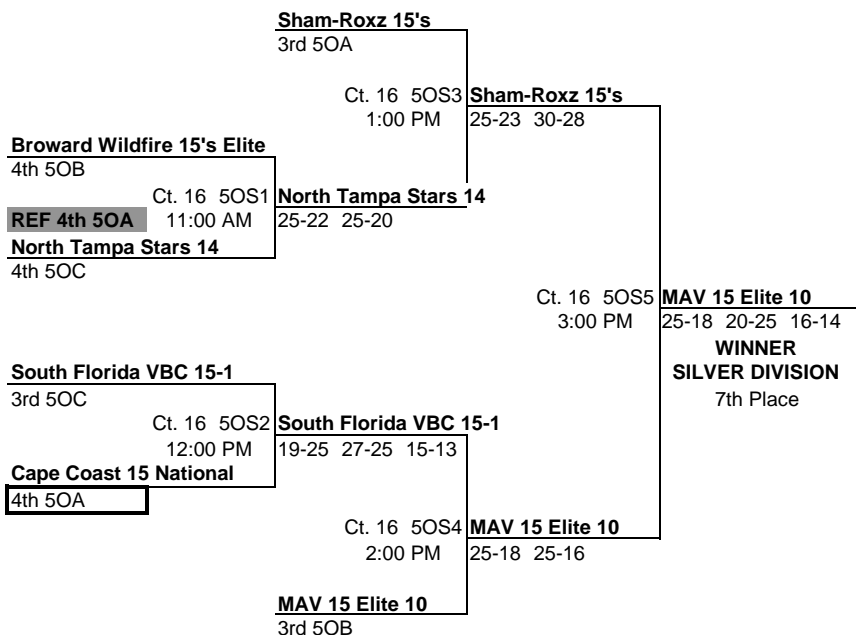 Sham-Roxz 15's
3rd 5OA
Ct. 16 5OS3 Sham-Roxz 15's
1:00 PM 25-23 30-28
Broward Wildfire 15's Elite
4th 5OB
Ct. 16 5OS1 North Tampa Stars 14
REF 4th 5OA 11:00 AM 25-22 25-20
North Tampa Stars 14
4th 5OC
Ct. 16 5OS5 MAV 15 Elite 10
3:00 PM 25-18 20-25 16-14
WINNER
South Florida VBC 15-1 SILVER DIVISION
3rd 5OC 7th Place
Ct. 16 5OS2 South Florida VBC 15-1
12:00 PM 19-25 27-25 15-13
Cape Coast 15 National
4th 5OA
Ct. 16 5OS4 MAV 15 Elite 10
2:00 PM 25-18 25-16
MAV 15 Elite 10
3rd 5OB